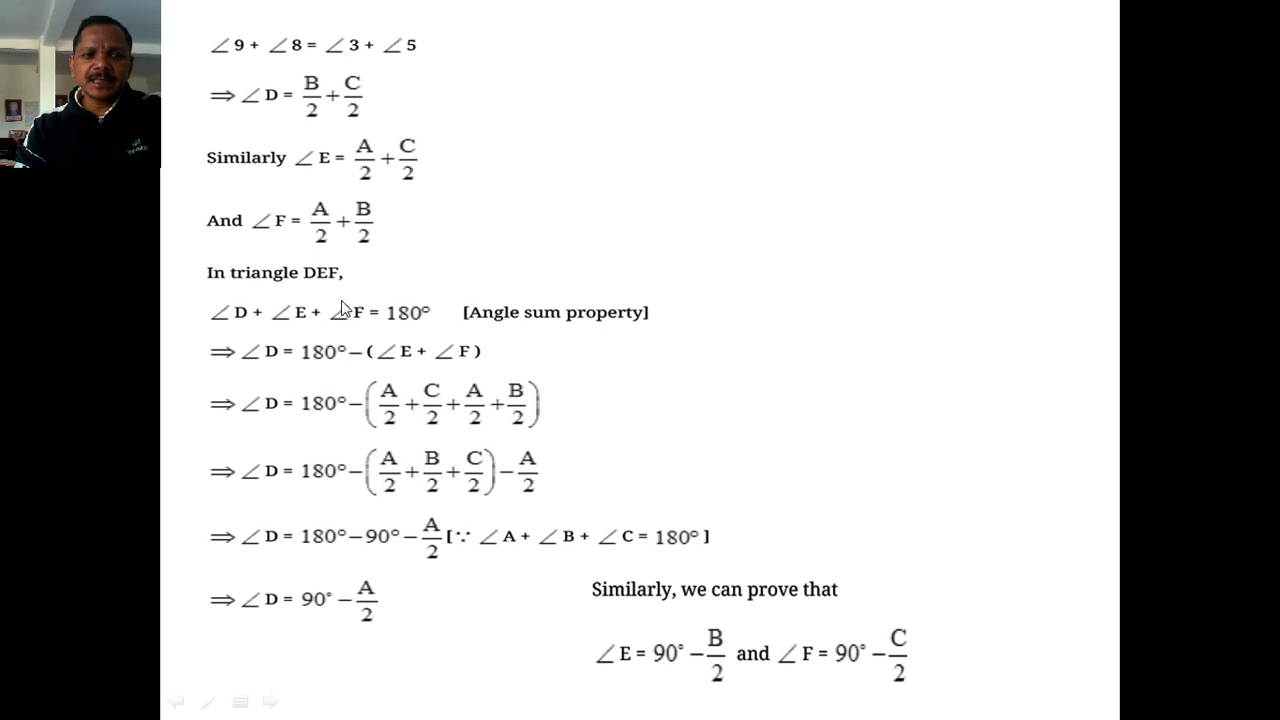 ∠9 + ∠8 = ∠3 + ∠5
⇒ ∠D = B/2 + C/2
Similarly ∠E = A/2 + C/2
And ∠F = A/2 + B/2
In triangle DEF,
∠D + ∠E + ∠F = 180° [Angle sum property]
⇒ ∠D = 180° − (∠E + ∠F)
⇒ ∠D = 180° − (A/2 + C/2 + A/2 + B/2)
⇒ ∠D = 180° − (A/2 + B/2 + C/2) − A/2
⇒ ∠D = 180° − 90° − A/2 [∵ ∠A + ∠B + ∠C = 180°]
⇒ ∠D = 90° − A/2
Similarly, we can prove that
∠E = 90° − B/2 and ∠F = 90° − C/2